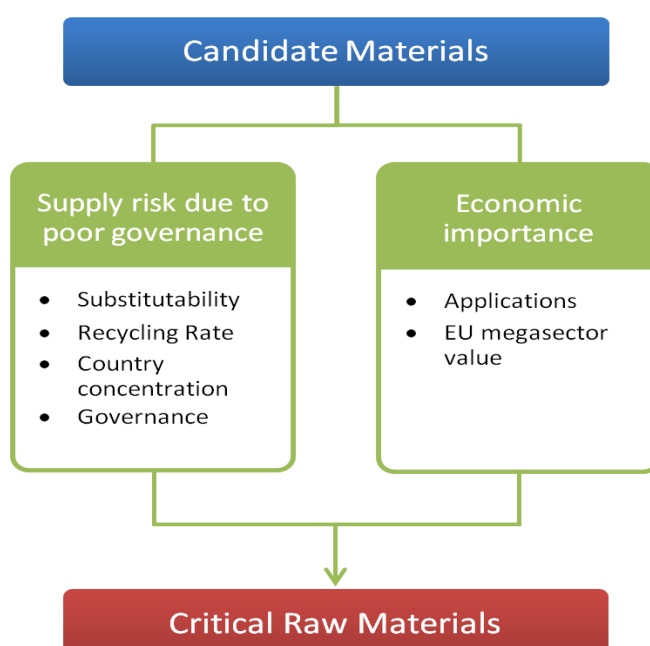 Candidate Materials
Supply risk due to
poor governance
• Substitutability
• Recycling Rate
• Country
concentration
• Governance
Economic
importance
• Applications
• EU megasector
value
Critical Raw Materials